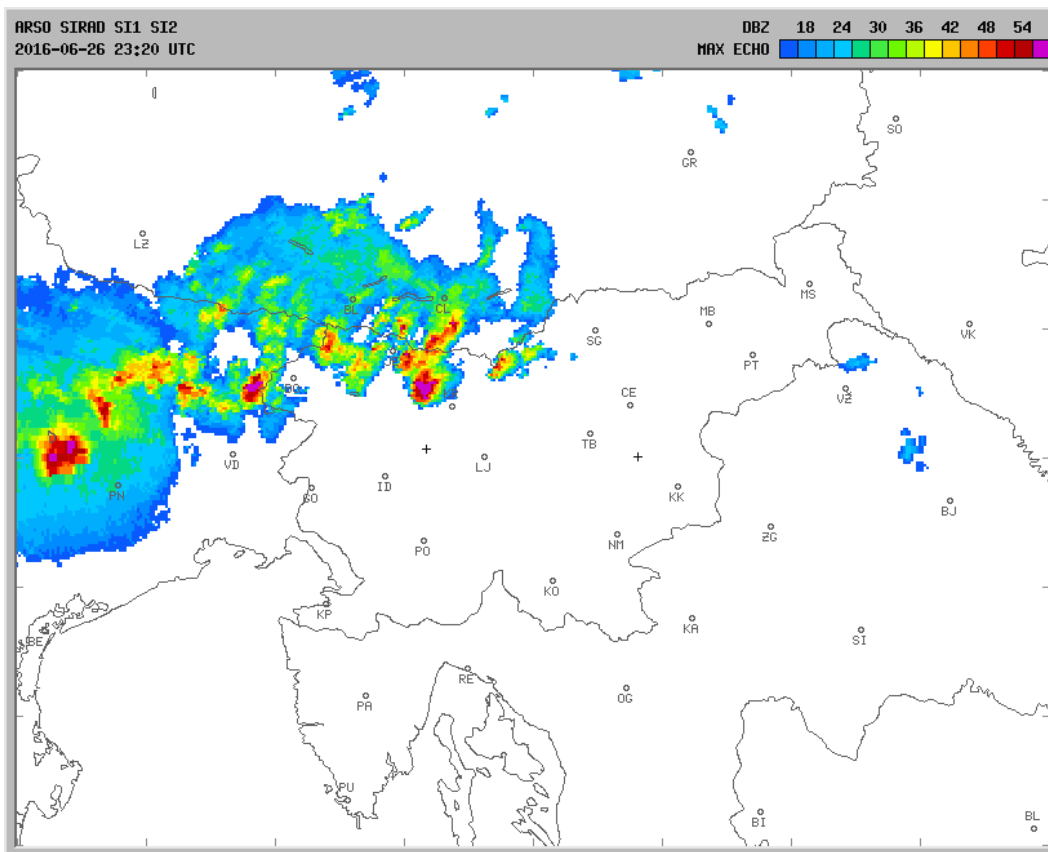 ARSO SIRAD SI1 SI2
DBZ 18 24 30 36 42 48 54
2016-06-26 23:20 UTC
MAX ECHO
SO
GR
LZ
MS
BL
CL
MB
VK
SG
PT
VŽ
CE
TB
VD
LJ
ID
PN
GO
KK
BJ
ZG
NM
PO
KO
KP
KA
BE
SI
RE
PA
OG
PU
BI
BL